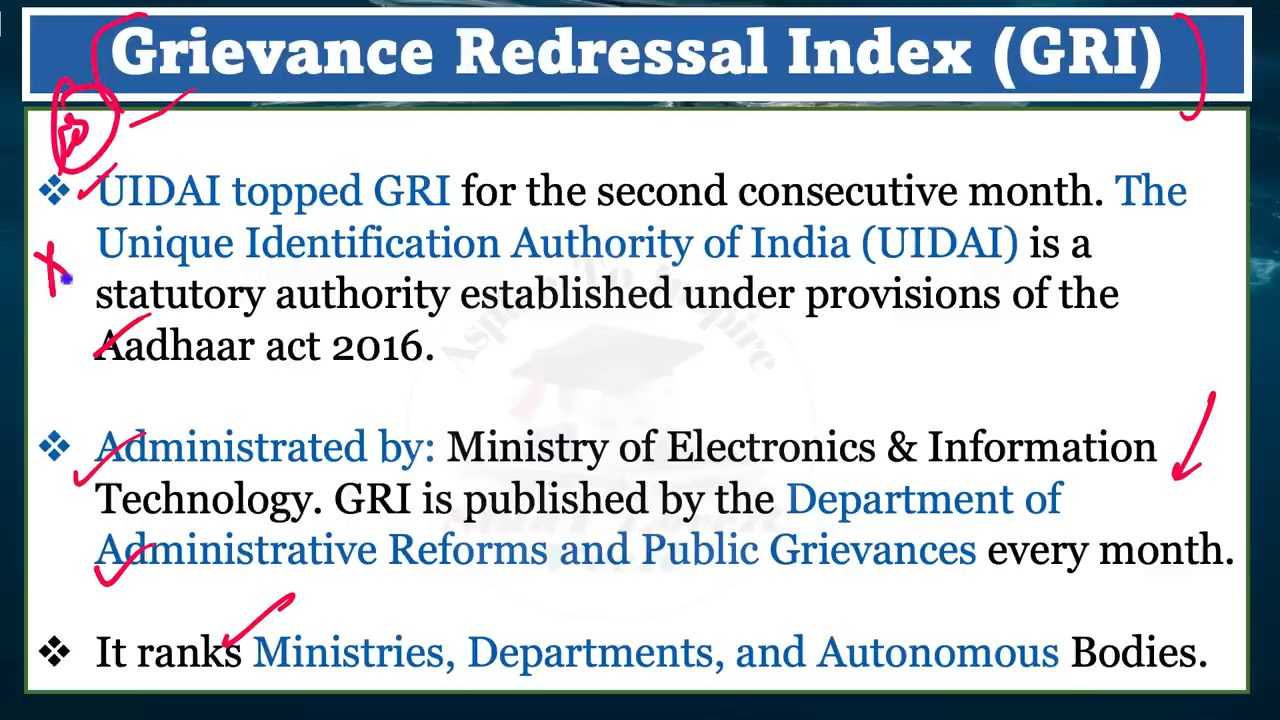 Grievance Redressal Index (GRI)
❖ UIDAI topped GRI for the second consecutive month. The
Unique Identification Authority of India (UIDAI) is a
statutory authority established under provisions of the
Aadhaar act 2016.
❖ Administrated by: Ministry of Electronics & Information
Technology. GRI is published by the Department of
Administrative Reforms and Public Grievances every month.
❖ It ranks Ministries, Departments, and Autonomous Bodies.